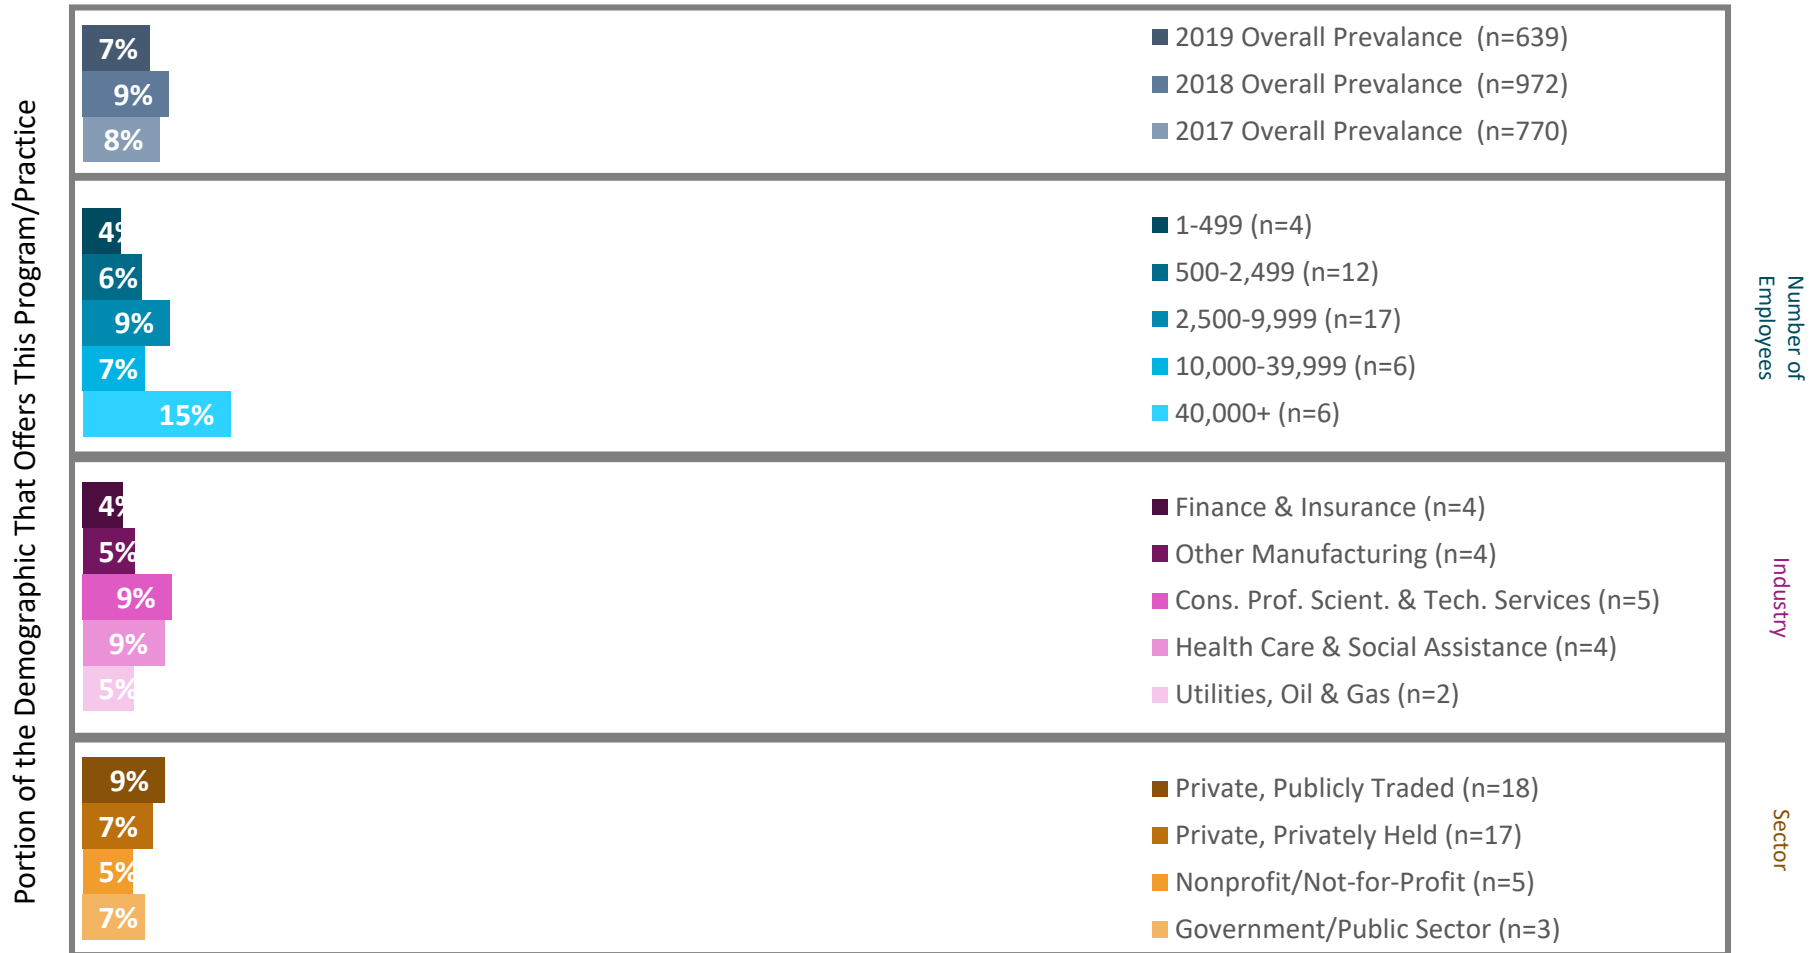 Portion of the Demographic That Offers This Program/Practice
7%
9%
8%
2019 Overall Prevalance (n=639)
2018 Overall Prevalance (n=972)
2017 Overall Prevalance (n=770)
4%
6%
9%
7%
15%
1-499 (n=4)
500-2,499 (n=12)
2,500-9,999 (n=17)
10,000-39,999 (n=6)
40,000+ (n=6)
Number of
Employees
4%
5%
9%
9%
5%
Finance & Insurance (n=4)
Other Manufacturing (n=4)
Cons. Prof. Scient. & Tech. Services (n=5)
Health Care & Social Assistance (n=4)
Utilities, Oil & Gas (n=2)
Industry
9%
7%
5%
7%
Private, Publicly Traded (n=18)
Private, Privately Held (n=17)
Nonprofit/Not-for-Profit (n=5)
Government/Public Sector (n=3)
Sector